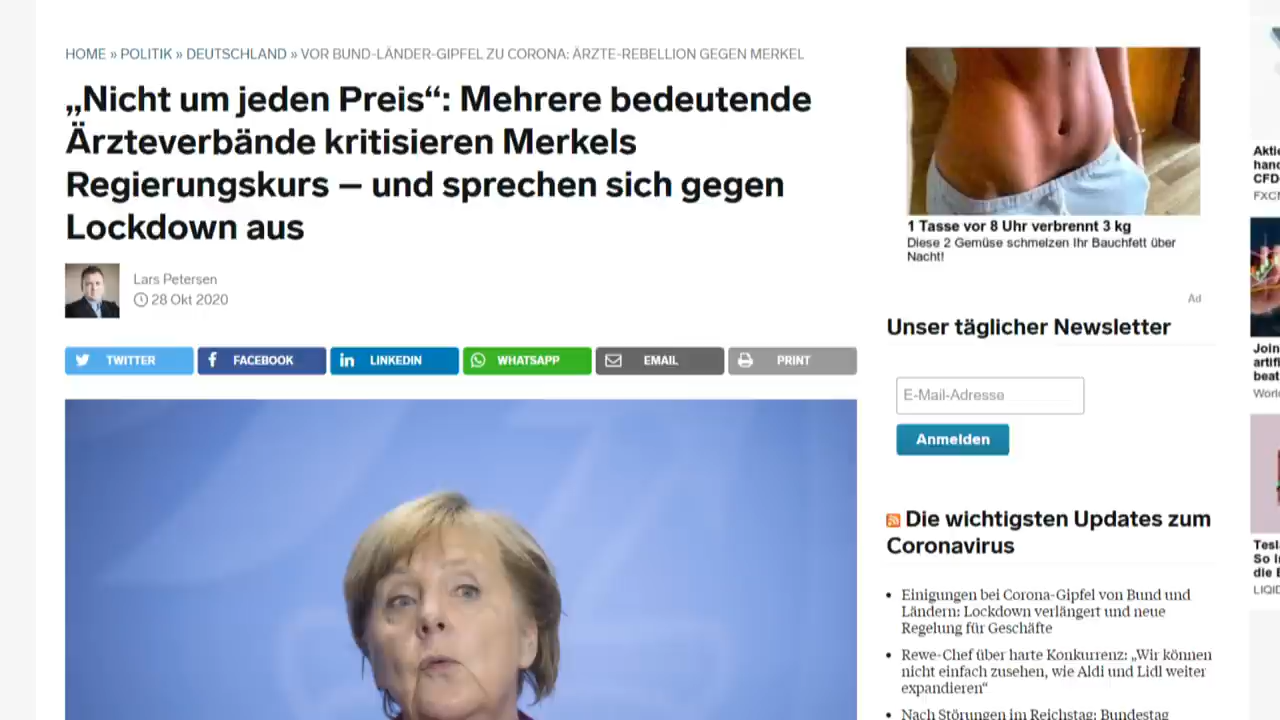 HOME » POLITIK » DEUTSCHLAND » VOR BUND-LÄNDER-GIPFEL ZU CORONA: ÄRZTE-REBELLION GEGEN MERKEL
„Nicht um jeden Preis“: Mehrere bedeutende
Ärzteverbände kritisieren Merkels
Regierungskurs – und sprechen sich gegen
Lockdown aus
Lars Petersen
28 Okt 2020
TWITTER
FACEBOOK
LINKEDIN
WHATSAPP
EMAIL
PRINT
1 Tasse vor 8 Uhr verbrennt 3 kg
Diese 2 Gemüse schmelzen Ihr Bauchfett über
Nacht!
Ad
Unser täglicher Newsletter
E-Mail-Adresse
Anmelden
Die wichtigsten Updates zum
Coronavirus
• Einigungen bei Corona-Gipfel von Bund und
Ländern: Lockdown verlängert und neue
Regelung für Geschäfte
• Rewe-Chef über harte Konkurrenz: „Wir können
nicht einfach zusehen, wie Aldi und Lidl weiter
expandieren“
• Nach Störungen im Reichstag: Bundestag
Akti
hand
CFD-
FXC
Join
artifi
beat
Worl
Tesl
So I
die E
LIQID